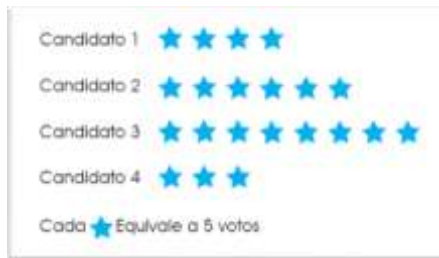 Candidato 1
Candidato 2
Candidato 3
Candidato 4
Cada Equivale a 5 votos